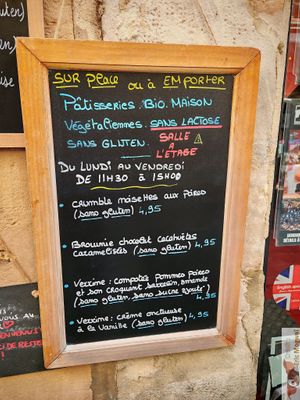 SUR Place ou à EMPORTER
Pâtisseries: BIO. MAISON
Végétaliennes. SANS LACTOSE
SANS GLUTEN.
SALLE
A
L'ETAGE
DU LUNDI AU VENDREDI
DE 11H30 à 15H00
• CRUMBLE NOISETTES AUX POIRES
(sans gluten) 4,95
• BROWNIE chocolat cacahuètes
caramélisées (sans gluten) 4,95
• Verrine: compotée Pommes Poires
et son croquant Sarrasin, Amande
(sans gluten, sans sucre ajouté)
4,95
• Verrine: crème onctueuse
à la Vanille (sans gluten) 4,95